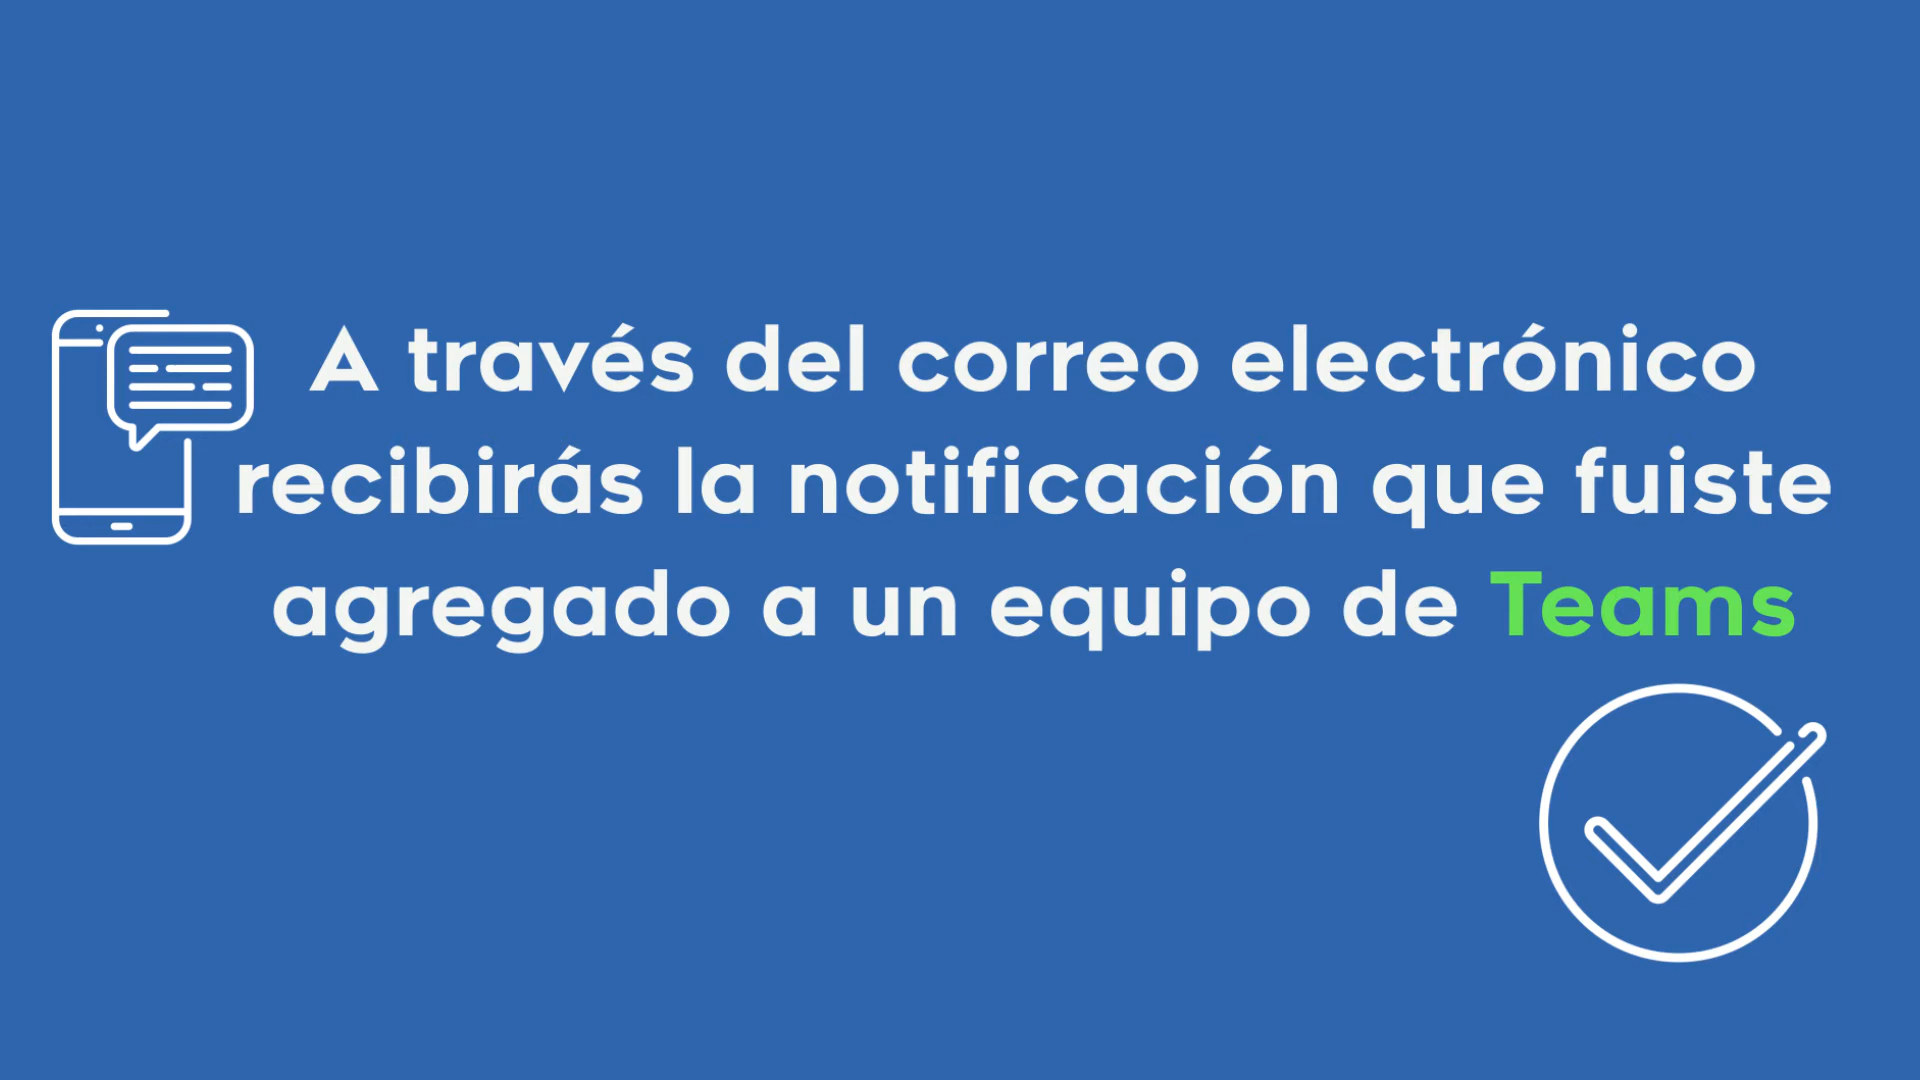 A través del correo electrónico
recibirás la notificación que fuiste
agregado a un equipo de Teams